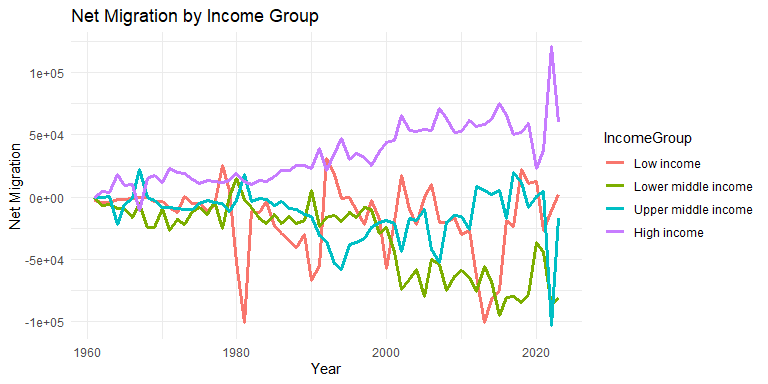 Net Migration by Income Group
Net Migration
1e+05
5e+04
0e+00
-5e+04
-1e+05
1960
1980
2000
2020
Year
IncomeGroup
Low income
Lower middle income
Upper middle income
High income